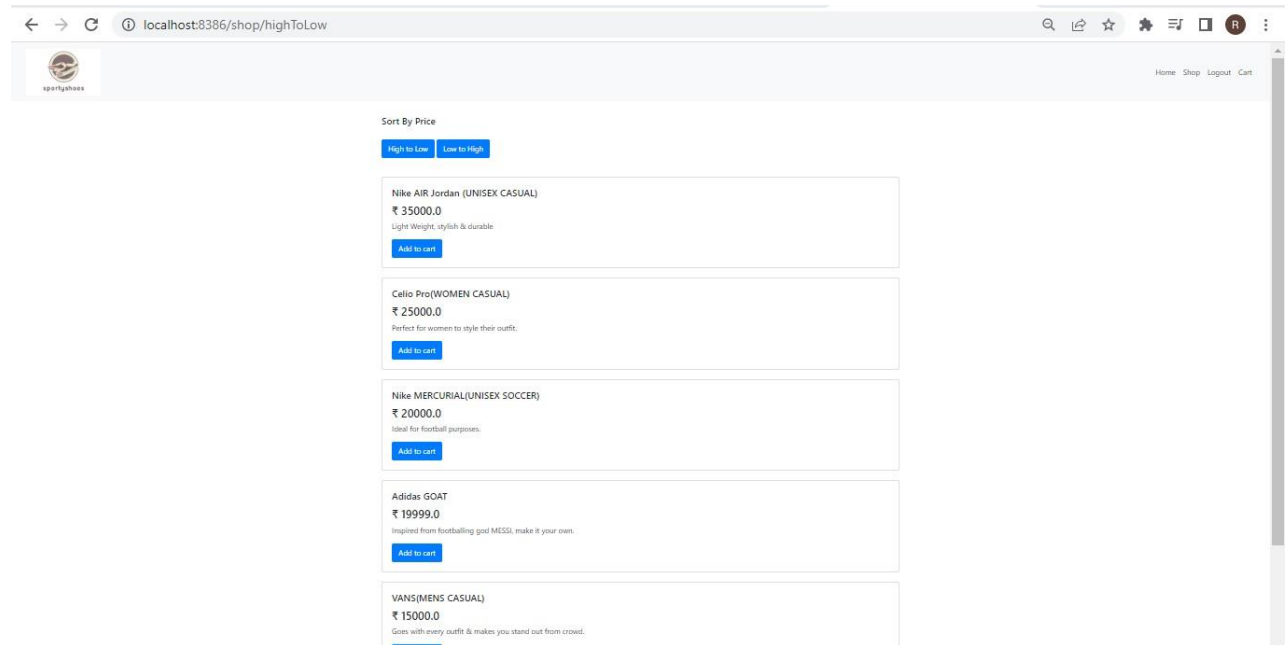 localhost:8386/shop/highToLow
R
sportyshoes
Home Shop Logout Cart
Sort By Price
High to Low Low to High
Nike AIR Jordan (UNISEX CASUAL)
₹ 35000.0
Light Weight, stylish & durable
Add to cart
Celio Pro(WOMEN CASUAL)
₹ 25000.0
Perfect for women to style their outfit.
Add to cart
Nike MERCURIAL(UNISEX SOCCER)
₹ 20000.0
Ideal for football purposes.
Add to cart
Adidas GOAT
₹ 19999.0
Inspired from footballing god MESSI, make it your own.
Add to cart
VANS(MENS CASUAL)
₹ 15000.0
Goes with every outfit & makes you stand out from crowd.